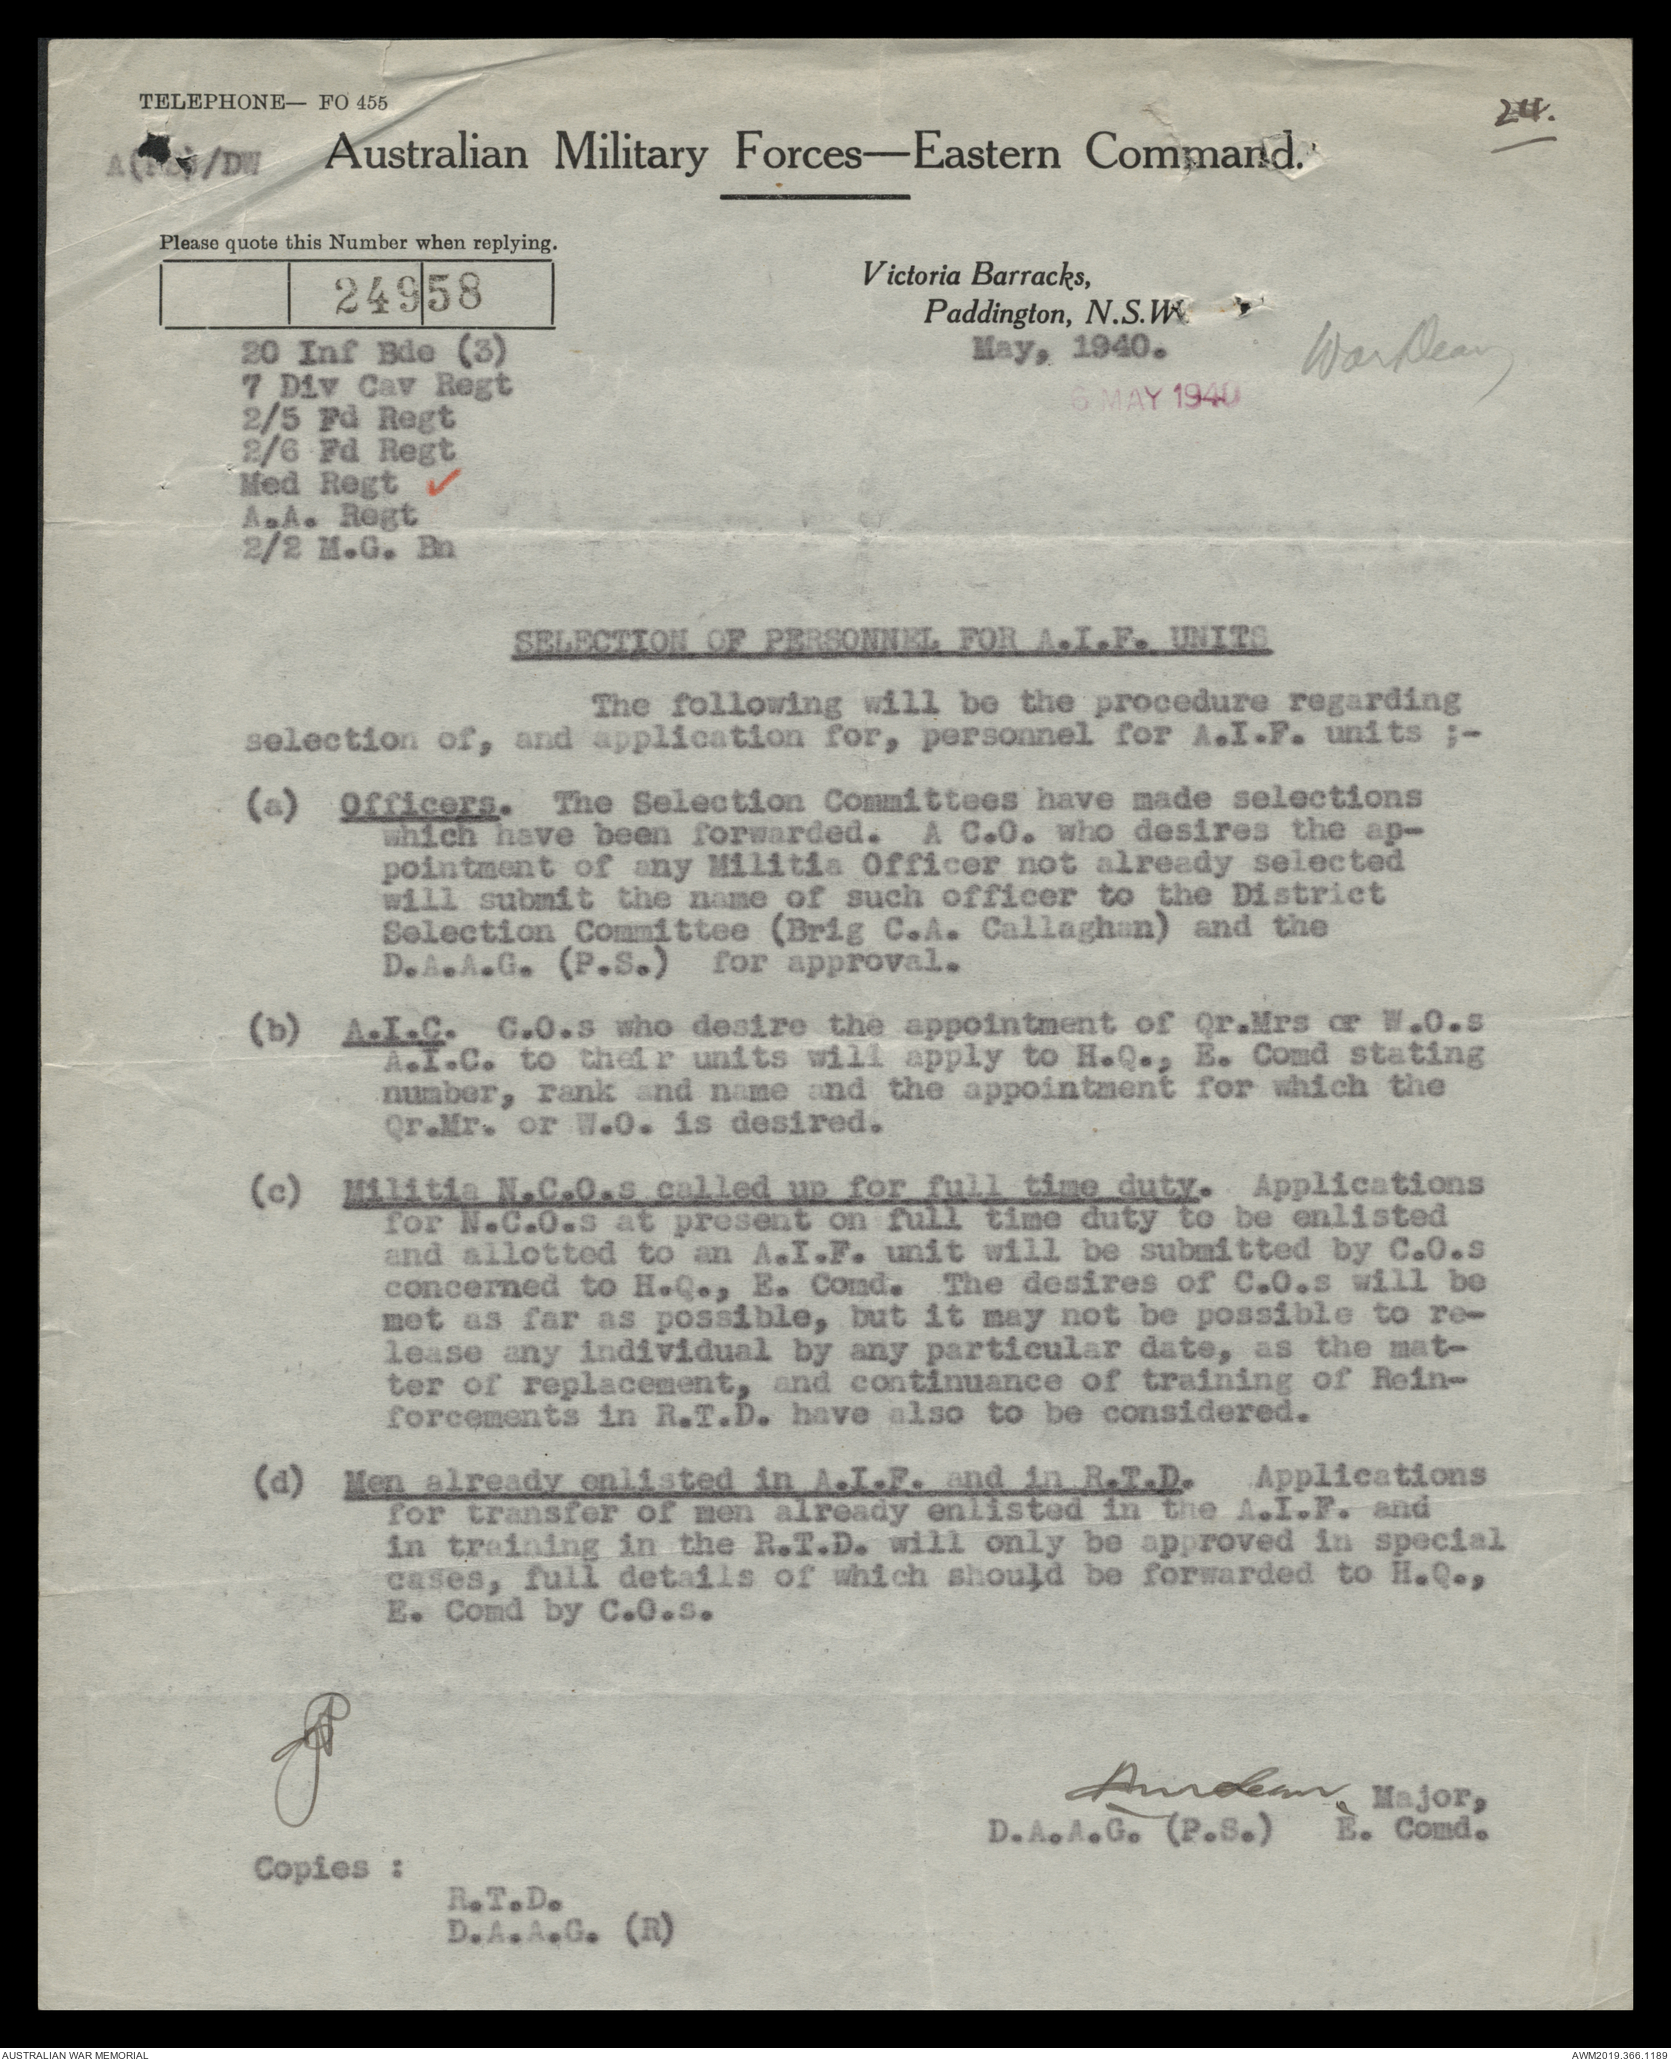 TELEPHONE— FO 455
24.
A(PS)/DW
Australian Military Forces—Eastern Command.
Please quote this Number when replying.
24958
Victoria Barracks,
Paddington, N.S.W.
May, 1940.
6 MAY 1940
20 Inf Bde (3)
7 Div Cav Regt
2/5 Fd Regt
2/6 Fd Regt
Med Regt ✓
A.A. Regt
2/2 M.G. Bn
SELECTION OF PERSONNEL FOR A.I.F. UNITS
The following will be the procedure regarding
selection of, and application for, personnel for A.I.F. units ;-
(a) Officers. The Selection Committees have made selections
which have been forwarded. A C.O. who desires the ap-
pointment of any Militia Officer not already selected
will submit the name of such officer to the District
Selection Committee (Brig C.A. Callaghan) and the
D.A.A.G. (P.S.) for approval.
(b) A.I.C. C.O.s who desire the appointment of Qr.Mrs or W.O.s
A.I.C. to their units will apply to H.Q., E. Comd stating
number, rank and name and the appointment for which the
Qr.Mr. or W.O. is desired.
(c) Militia N.C.O.s called up for full time duty. Applications
for N.C.O.s at present on full time duty to be enlisted
and allotted to an A.I.F. unit will be submitted by C.O.s
concerned to H.Q., E. Comd. The desires of C.O.s will be
met as far as possible, but it may not be possible to re-
lease any individual by any particular date, as the mat-
ter of replacement, and continuance of training of Rein-
forcements in R.T.D. have also to be considered.
(d) Men already enlisted in A.I.F. and in R.T.D. Applications
for transfer of men already enlisted in the A.I.F. and
in training in the R.T.D. will only be approved in special
cases, full details of which should be forwarded to H.Q.,
E. Comd by C.O.s.
Major,
D.A.A.G. (P.S.) E. Comd.
Copies :
R.T.D.
D.A.A.G. (R)
AUSTRALIAN WAR MEMORIAL
AWM2019.366.1189